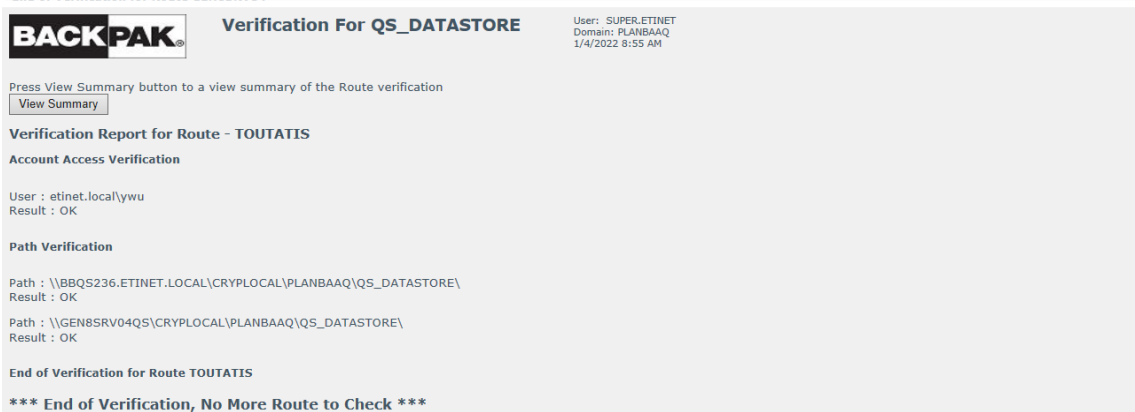 BACKPAK®
Verification For QS_DATASTORE
User: SUPER.ETINET
Domain: PLANBAAQ
1/4/2022 8:55 AM
Press View Summary button to a view summary of the Route verification
View Summary
Verification Report for Route - TOUTATIS
Account Access Verification
User : etinet.local\ywu
Result : OK
Path Verification
Path : \\BBQS236.ETINET.LOCAL\CRYPLOCAL\PLANBAAQ\QS_DATASTORE\
Result : OK
Path : \\GEN8SRV04QS\CRYPLOCAL\PLANBAAQ\QS_DATASTORE\
Result : OK
End of Verification for Route TOUTATIS
*** End of Verification, No More Route to Check ***